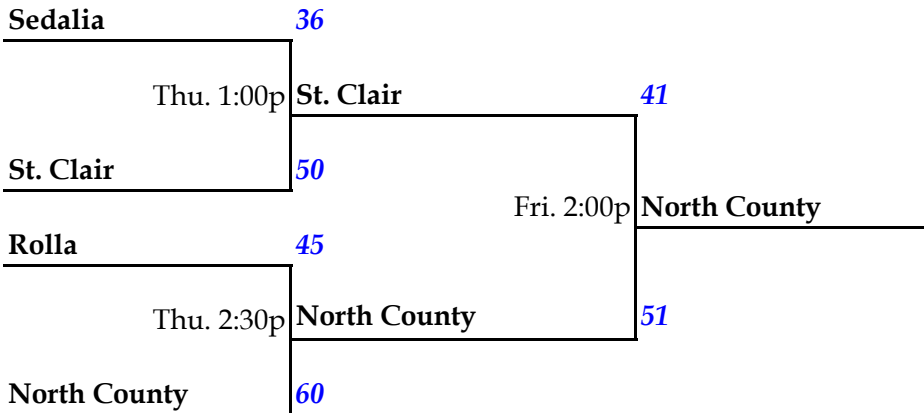 Sedalia 36
Thu. 1:00p St. Clair 41
St. Clair 50
Fri. 2:00p North County
Rolla 45
Thu. 2:30p North County 51
North County 60